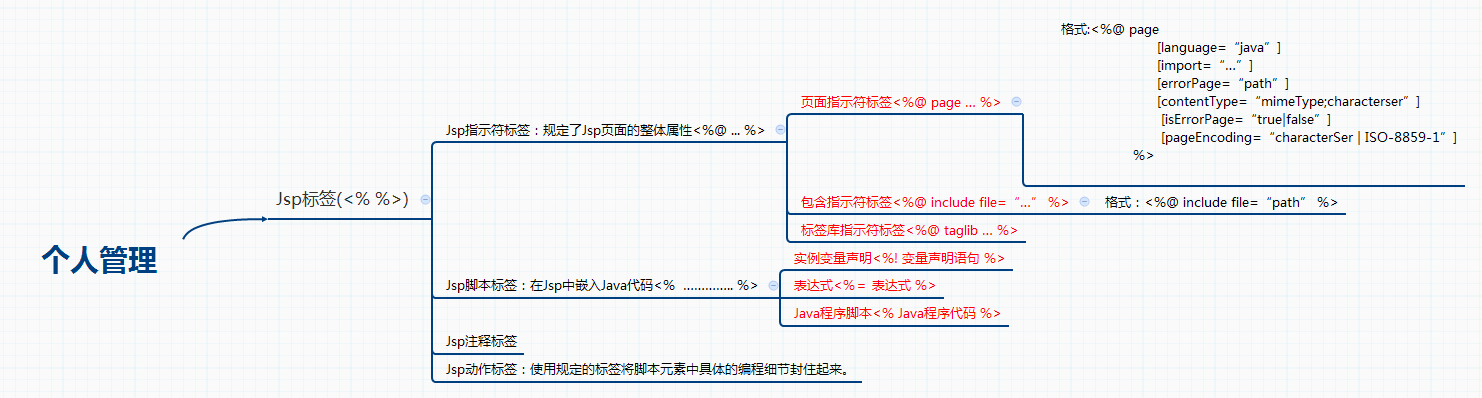 个人管理
Jsp标签(<% %>)
Jsp指示符标签：规定了Jsp页面的整体属性<%@ ... %>
页面指示符标签<%@ page ... %>
格式:<%@ page
[language=“java”]
[import=“...”]
[errorPage=“path”]
[contentType=“mimeType;characterser”]
[isErrorPage=“true|false”]
[pageEncoding=“characterSer | ISO-8859-1”]
%>
包含指示符标签<%@ include file=“...” %>
格式：<%@ include file=“path” %>
标签库指示符标签<%@ taglib ... %>
Jsp脚本标签：在Jsp中嵌入Java代码<% .............. %>
实例变量声明<%! 变量声明语句 %>
表达式<%= 表达式 %>
Java程序脚本<% Java程序代码 %>
Jsp注释标签
Jsp动作标签：使用规定的标签将脚本元素中具体的编程细节封住起来。